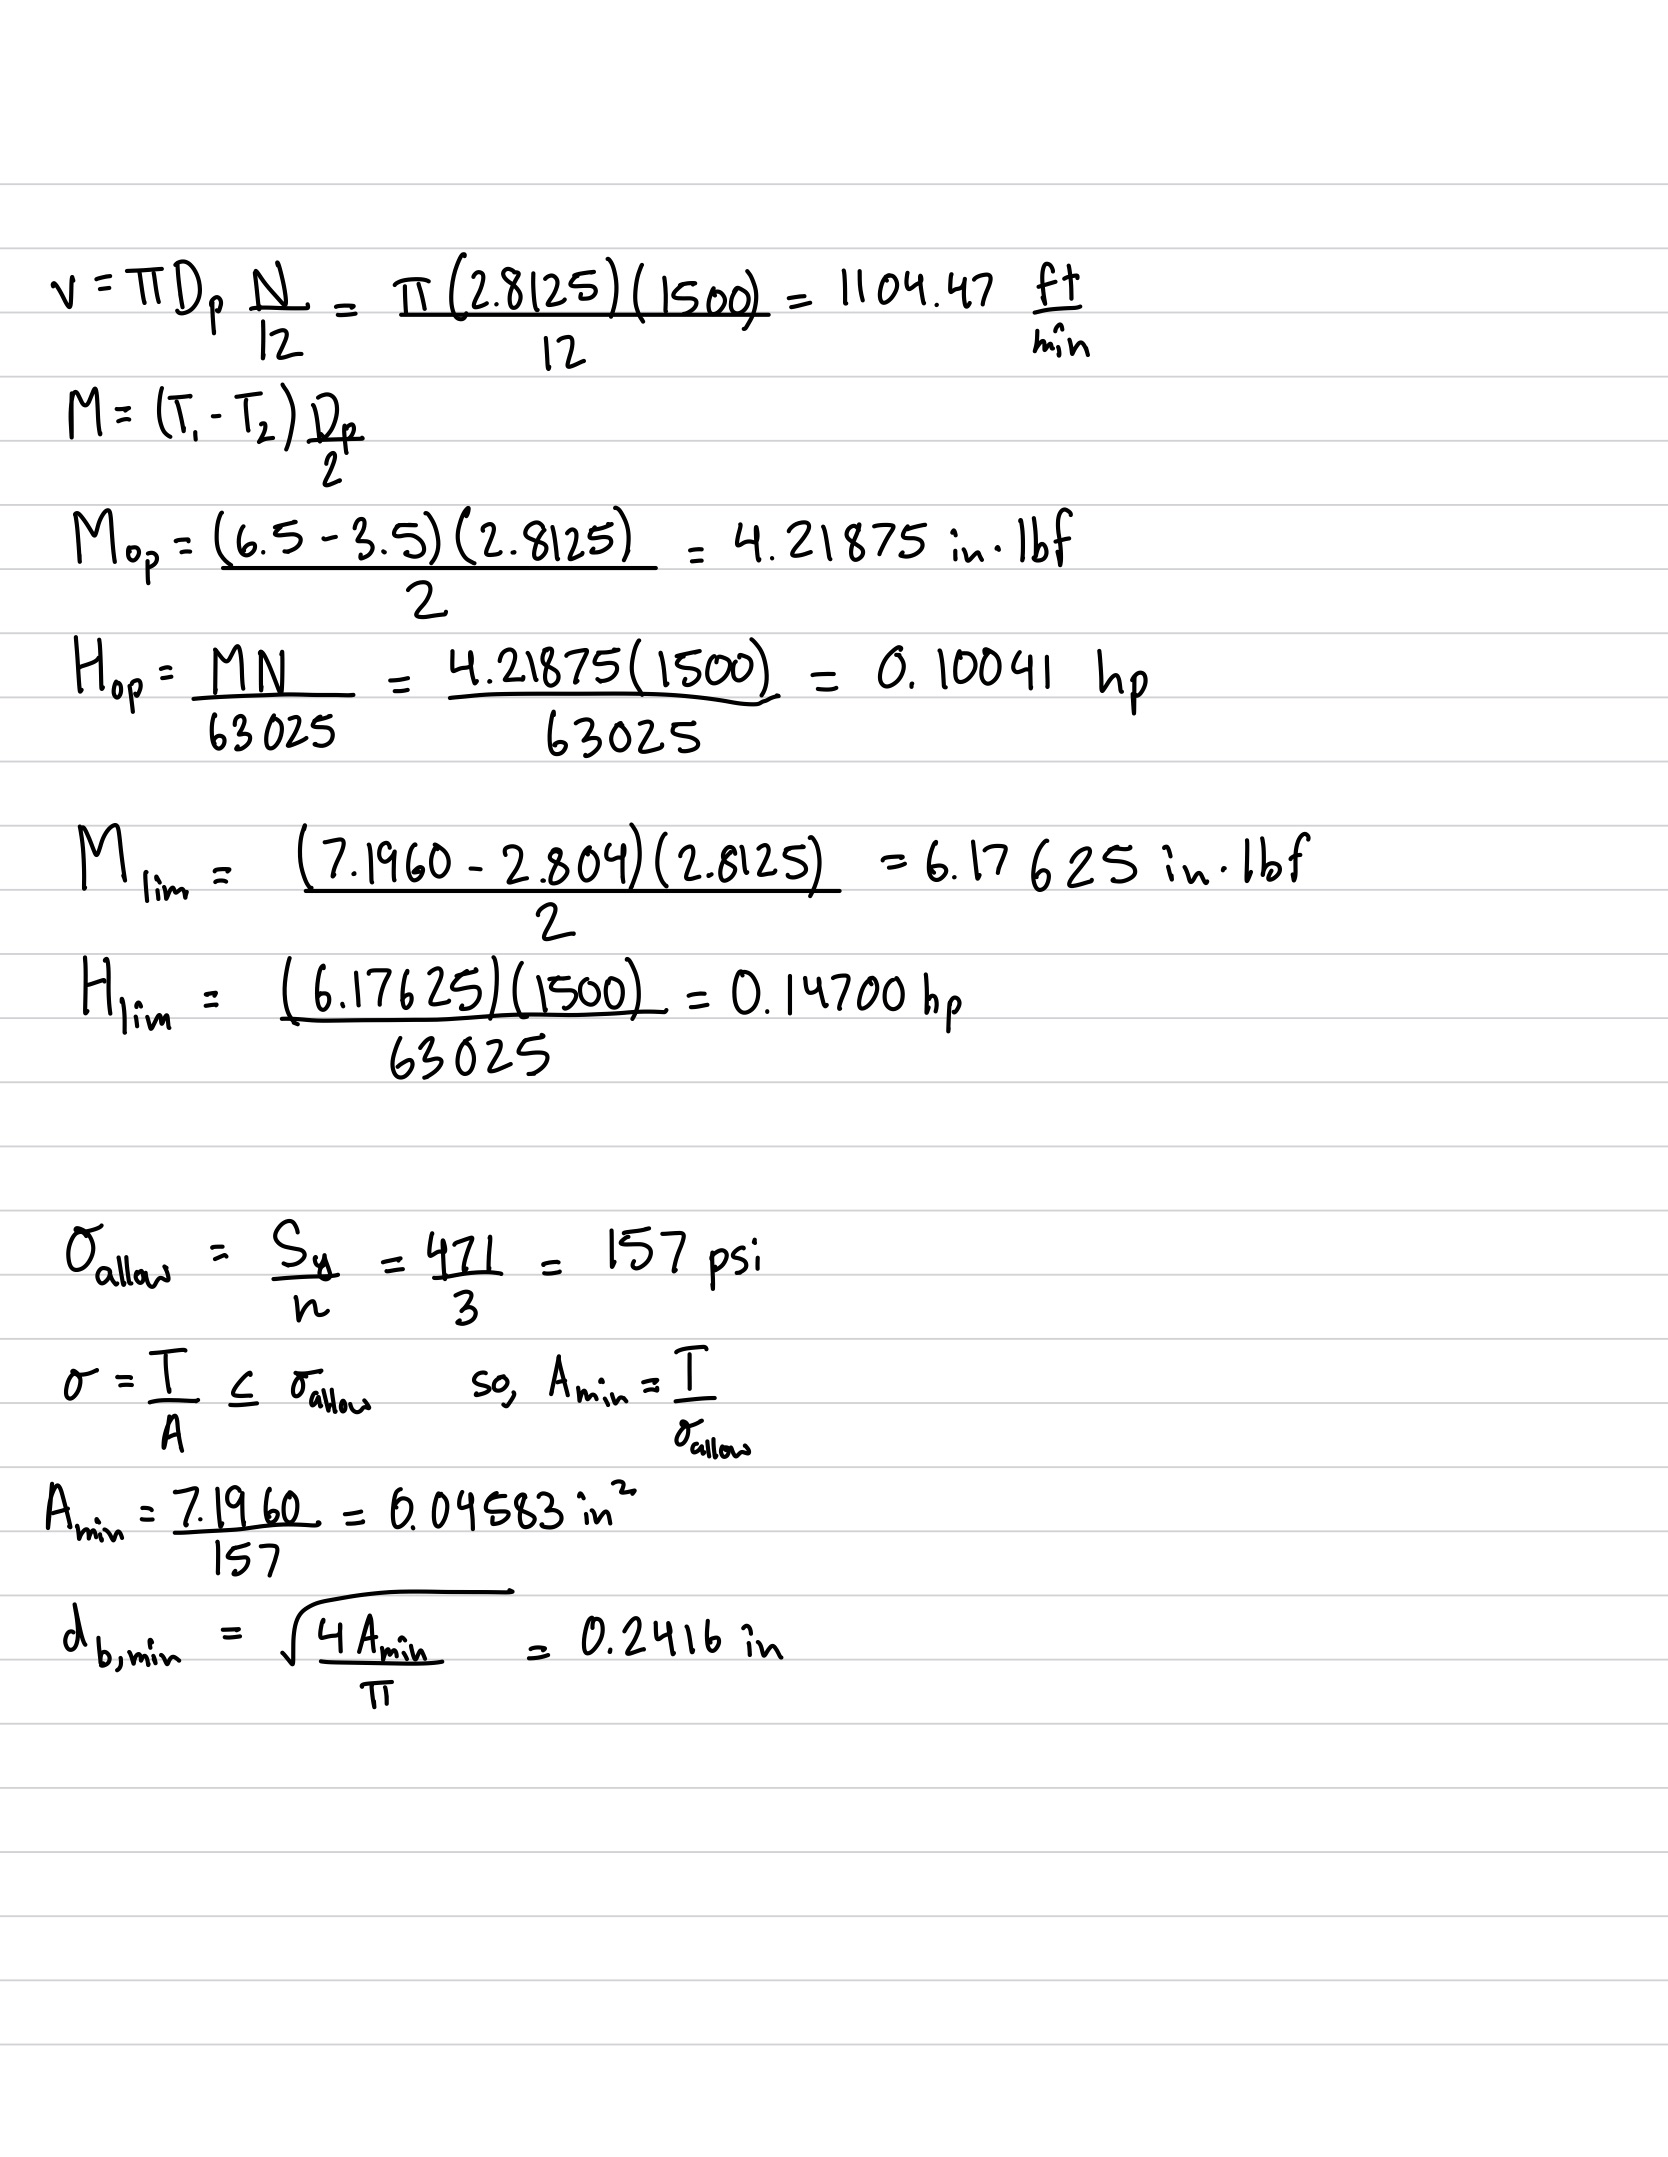 v = πD_p N/12 = π(2.8125)(1500)/12 = 1104.47 ft/min
M = (T_1 - T_2) D_p/2
M_op = (6.5 - 3.5)(2.8125)/2 = 4.21875 in·lbf
H_op = MN/63025 = 4.21875(1500)/63025 = 0.10041 hp
M_lim = (7.1960 - 2.804)(2.8125)/2 = 6.17625 in·lbf
H_lim = (6.17625)(1500)/63025 = 0.14700 hp
σ_allow = S_y/n = 471/3 = 157 psi
σ = T/A ≤ σ_allow so, A_min = T/σ_allow
A_min = 7.1960/157 = 0.04583 in²
d_b,min = √(4 A_min/π) = 0.2416 in